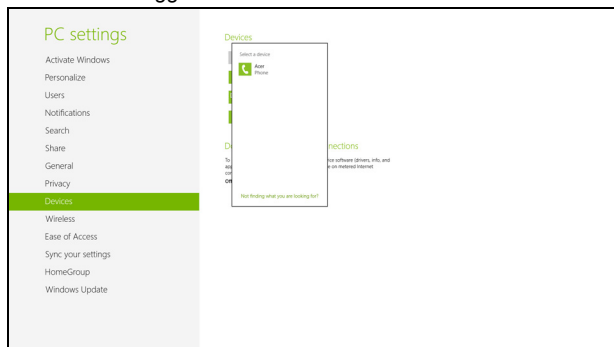 PC settings
Activate Windows
Personalize
Users
Notifications
Search
Share
General
Privacy
Devices
Wireless
Ease of Access
Sync your settings
HomeGroup
Windows Update
Devices
Select a device
Acer
Phone
nections
To
ice software (drivers, info, and
app
e on metered Internet
Not finding what you are looking for?